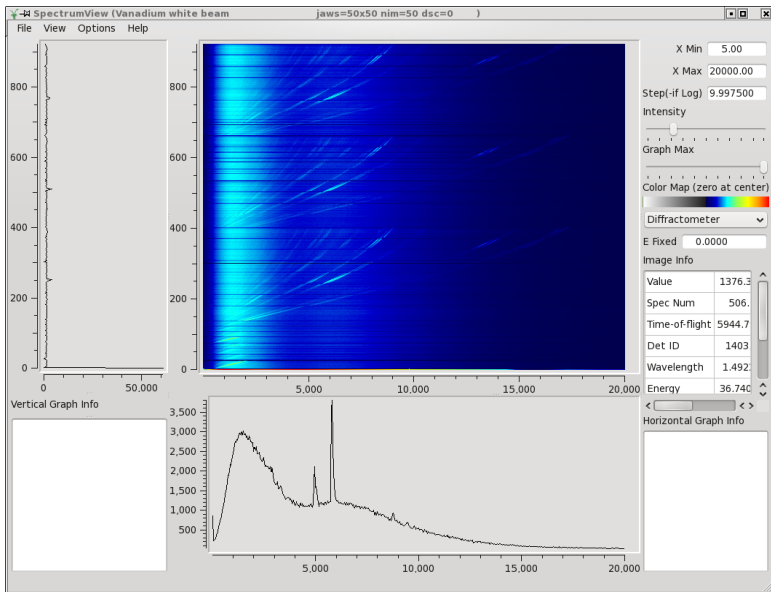 SpectrumView (Vanadium white beam jaws=50x50 nim=50 dsc=0 )
File View Options Help
X Min 5.00
X Max 20000.00
Step(-if Log) 9.997500
Intensity
Graph Max
Color Map (zero at center)
Diffractometer
E Fixed 0.0000
Image Info
Value 1376.3
Spec Num 506.
Time-of-flight 5944.7
Det ID 1403
Wavelength 1.492
Energy 36.740
800
600
400
200
0
0 50,000
800
600
400
200
0
5,000 10,000 15,000 20,000
Vertical Graph Info
3,500
3,000
2,500
2,000
1,500
1,000
500
5,000 10,000 15,000 20,000
Horizontal Graph Info